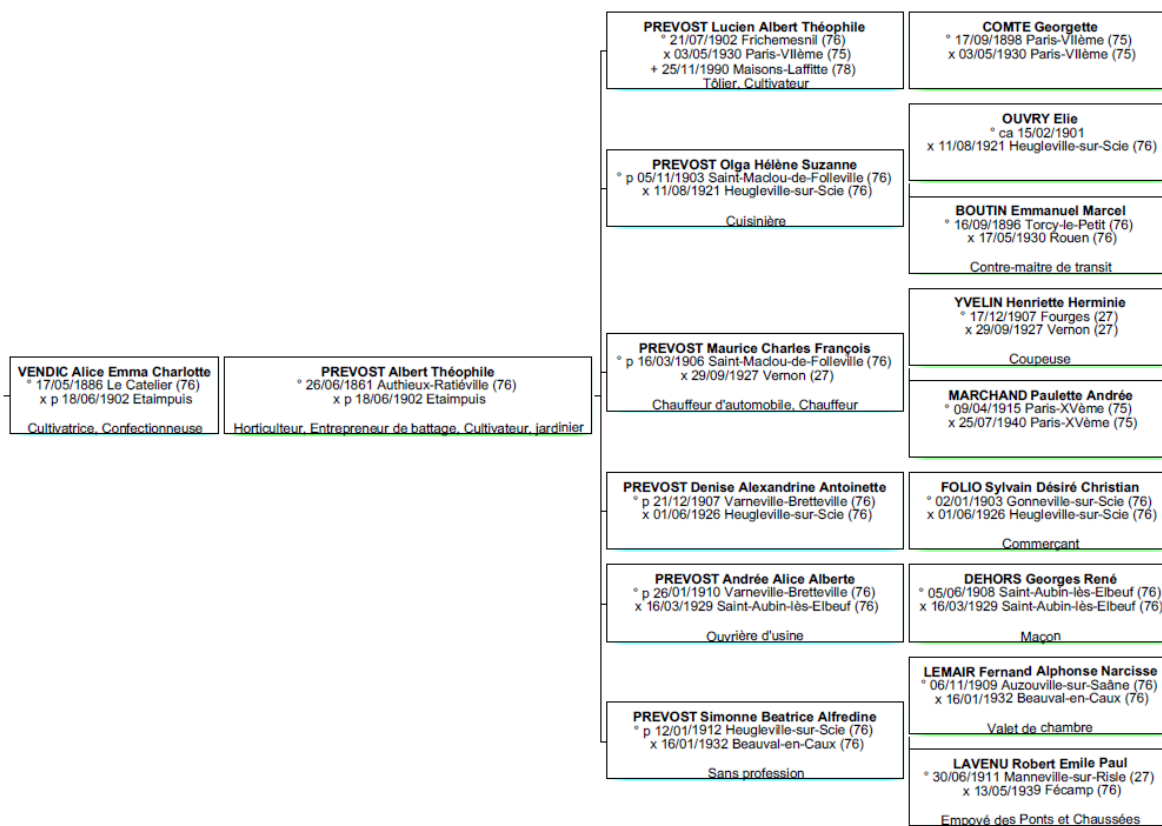 VENDIC Alice Emma Charlotte
° 17/05/1886 Le Catelier (76)
x p 18/06/1902 Etaimpuis
Cultivatrice, Confectionneuse
PREVOST Albert Théophile
° 26/06/1861 Authieux-Ratiéville (76)
x p 18/06/1902 Etaimpuis
Horticulteur, Entrepreneur de battage, Cultivateur, jardinier
PREVOST Lucien Albert Théophile
° 21/07/1902 Frichemesnil (76)
x 03/05/1930 Paris-VIIème (75)
+ 25/11/1990 Maisons-Laffitte (78)
Tôlier, Cultivateur
COMTE Georgette
° 17/09/1898 Paris-VIIème (75)
x 03/05/1930 Paris-VIIème (75)
PREVOST Olga Hélène Suzanne
° p 05/11/1903 Saint-Maclou-de-Folleville (76)
x 11/08/1921 Heugleville-sur-Scie (76)
Cuisinière
OUVRY Elie
° ca 15/02/1901
x 11/08/1921 Heugleville-sur-Scie (76)
BOUTIN Emmanuel Marcel
° 16/09/1896 Torcy-le-Petit (76)
x 17/05/1930 Rouen (76)
Contre-maitre de transit
PREVOST Maurice Charles François
° p 16/03/1906 Saint-Maclou-de-Folleville (76)
x 29/09/1927 Vernon (27)
Chauffeur d'automobile, Chauffeur
YVELIN Henriette Herminie
° 17/12/1907 Fourges (27)
x 29/09/1927 Vernon (27)
Coupeuse
MARCHAND Paulette Andrée
° 09/04/1915 Paris-XVème (75)
x 25/07/1940 Paris-XVème (75)
PREVOST Denise Alexandrine Antoinette
° p 21/12/1907 Varneville-Bretteville (76)
x 01/06/1926 Heugleville-sur-Scie (76)
FOLIO Sylvain Désiré Christian
° 02/01/1903 Gonneville-sur-Scie (76)
x 01/06/1926 Heugleville-sur-Scie (76)
Commerçant
PREVOST Andrée Alice Alberte
° p 26/01/1910 Varneville-Bretteville (76)
x 16/03/1929 Saint-Aubin-lès-Elbeuf (76)
Ouvrière d'usine
DEHORS Georges René
° 05/06/1908 Saint-Aubin-lès-Elbeuf (76)
x 16/03/1929 Saint-Aubin-lès-Elbeuf (76)
Maçon
PREVOST Simonne Beatrice Alfredine
° p 12/01/1912 Heugleville-sur-Scie (76)
x 16/01/1932 Beauval-en-Caux (76)
Sans profession
LEMAIR Fernand Alphonse Narcisse
° 06/11/1909 Auzouville-sur-Saâne (76)
x 16/01/1932 Beauval-en-Caux (76)
Valet de chambre
LAVENU Robert Emile Paul
° 30/06/1911 Manneville-sur-Risle (27)
x 13/05/1939 Fécamp (76)
Empoyé des Ponts et Chaussées